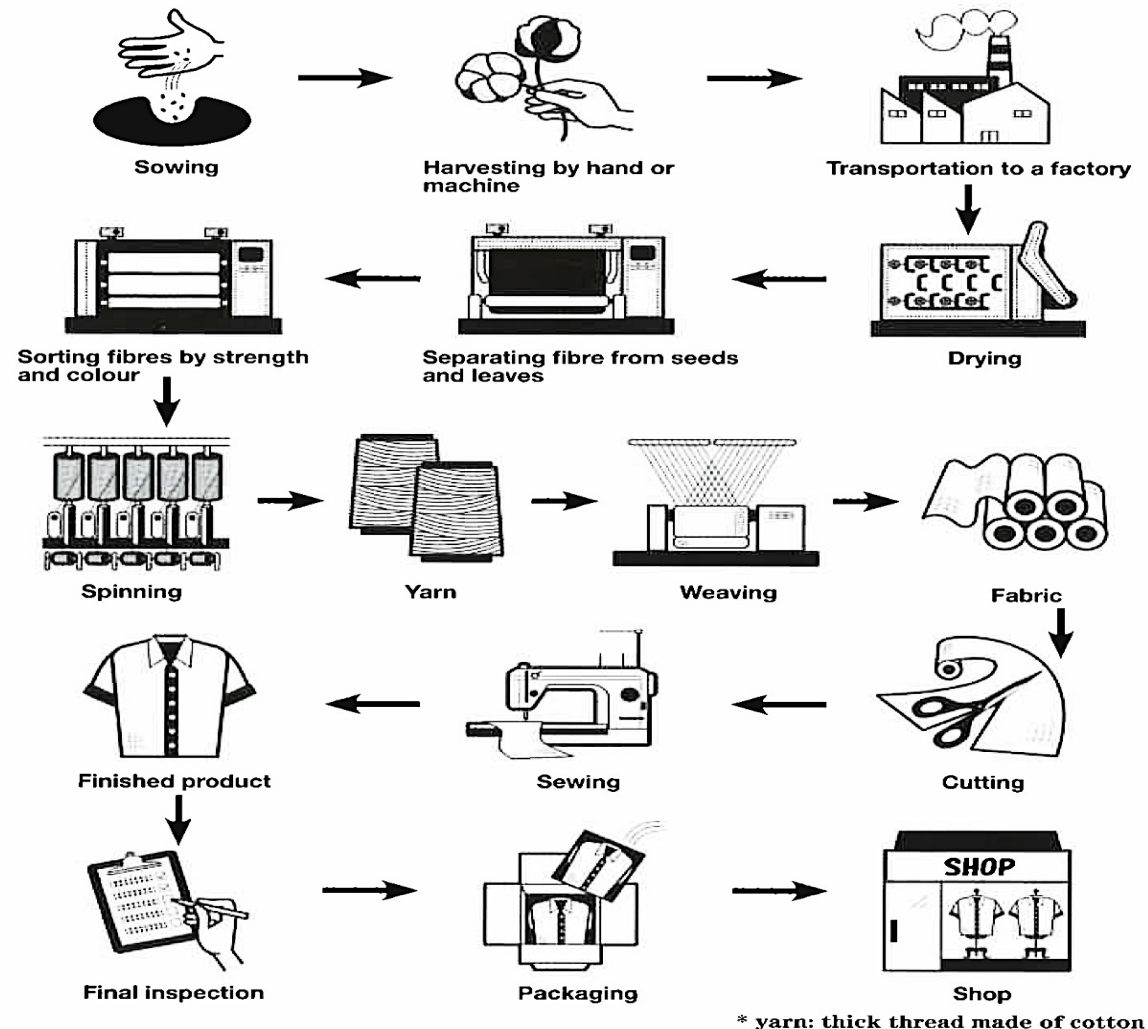 Sowing
Harvesting by hand or
machine
Transportation to a factory
Drying
Separating fibre from seeds
and leaves
Sorting fibres by strength
and colour
Spinning
Yarn
Weaving
Fabric
Cutting
Sewing
Finished product
Final inspection
Packaging
SHOP
Shop
* yarn: thick thread made of cotton